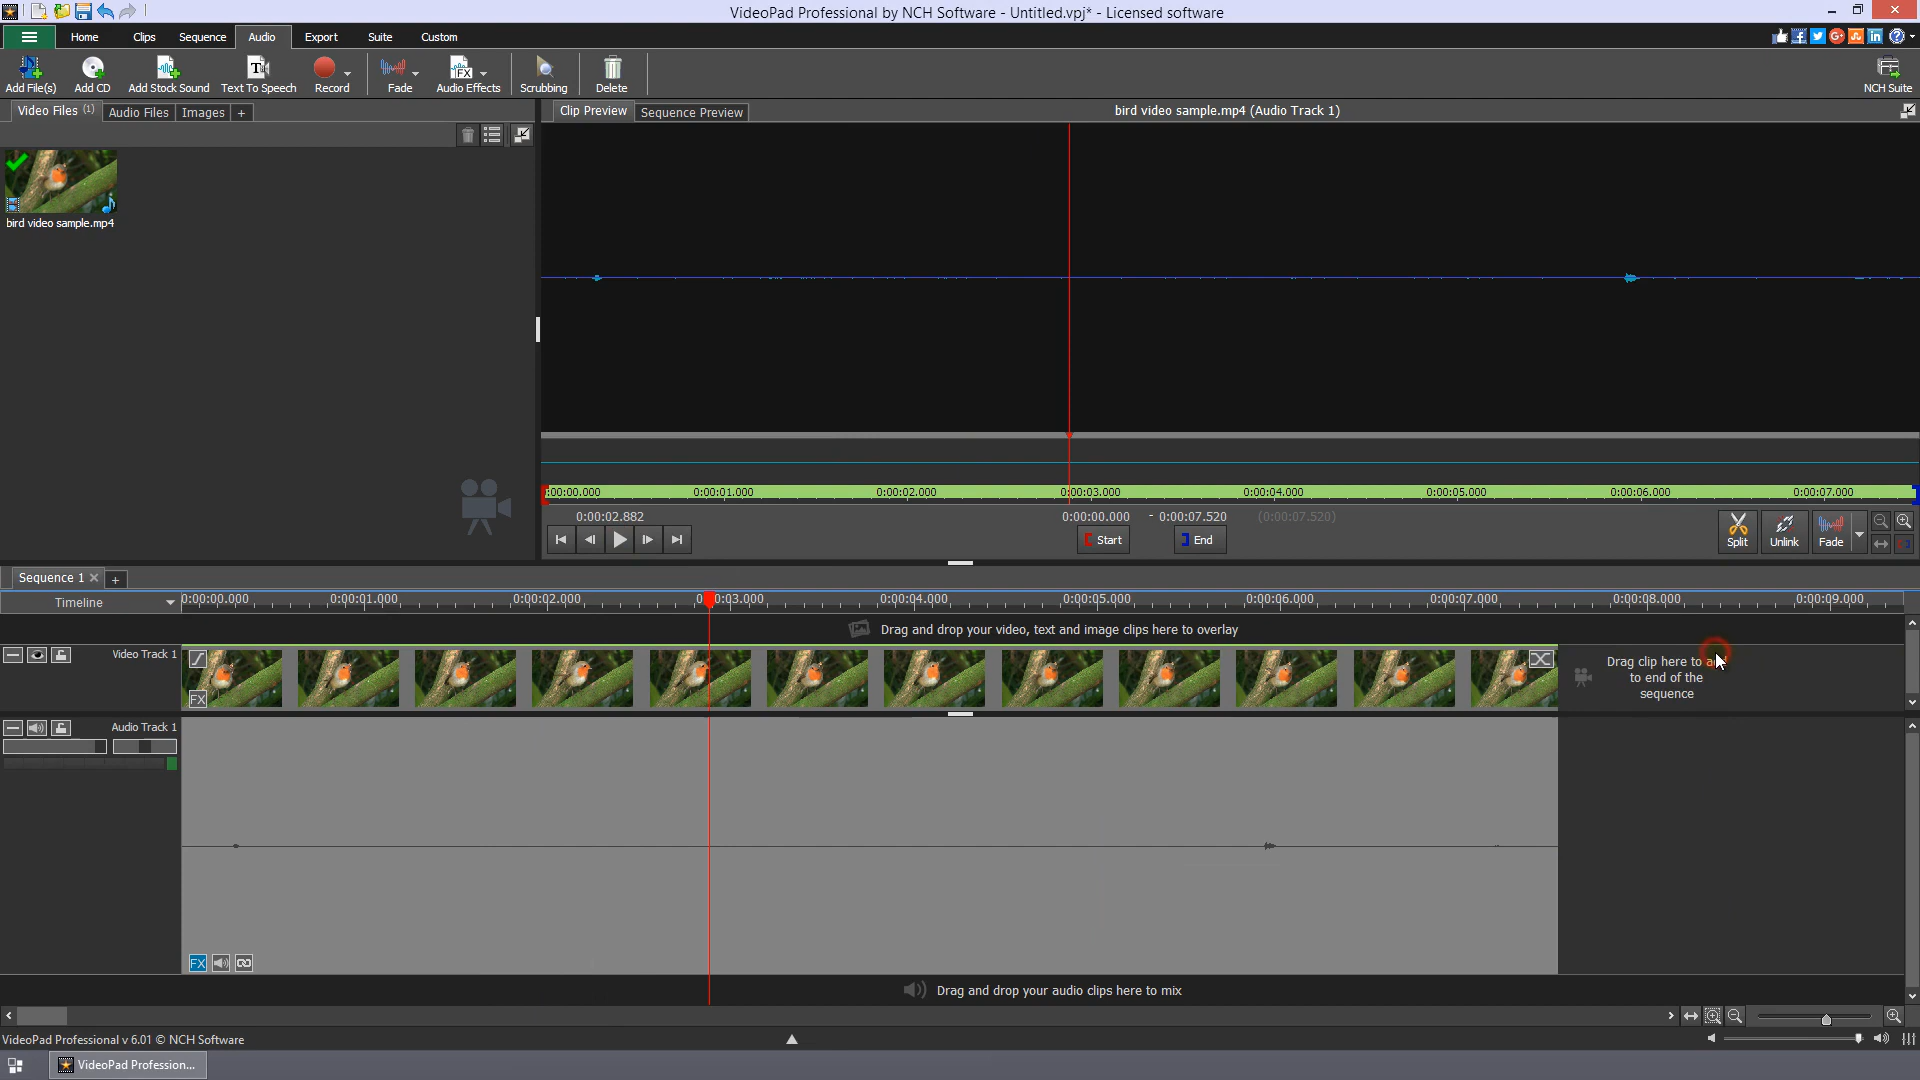 VideoPad Professional by NCH Software - Untitled.vpj* - Licensed software
Home Clips Sequence Audio Export Suite Custom
Add File(s) Add CD Add Stock Sound Text To Speech Record Fade Audio Effects Scrubbing Delete NCH Suite
Video Files (1) Audio Files Images +
Clip Preview Sequence Preview bird video sample.mp4 (Audio Track 1)
bird video sample.mp4
0:00:01.000 0:00:02.000 0:00:03.000 0:00:04.000 0:00:05.000 0:00:06.000 0:00:07.000
0:00:02.882 0:00:00.000 - 0:00:07.520 (0:00:07.520)
Start End
Split Unlink Fade
Sequence 1 +
Timeline 0:00:00.000 0:00:01.000 0:00:02.000 0:00:04.000 0:00:05.000 0:00:06.000 0:00:07.000 0:00:08.000 0:00:09.000
Drag and drop your video, text and image clips here to overlay
Video Track 1
FX
Drag clip here to
to end of the
sequence
Audio Track 1
FX
Drag and drop your audio clips here to mix
VideoPad Professional v 6.01 © NCH Software
VideoPad Profession...